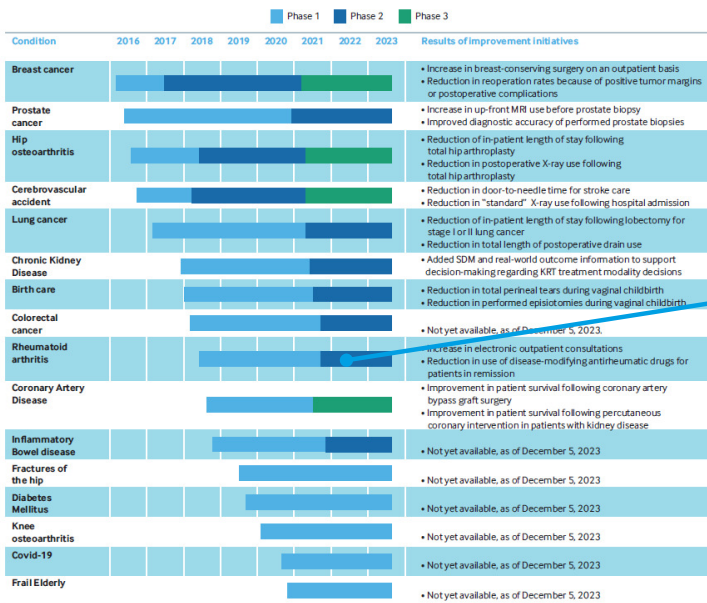 Phase 1 Phase 2 Phase 3
Condition 2016 2017 2018 2019 2020 2021 2022 2023 Results of improvement initiatives
Breast cancer
• Increase in breast-conserving surgery on an outpatient basis
• Reduction in reoperation rates because of positive tumor margins
or postoperative complications
Prostate
cancer
• Increase in up-front MRI use before prostate biopsy
• Improved diagnostic accuracy of performed prostate biopsies
Hip
osteoarthritis
• Reduction of in-patient length of stay following
total hip arthroplasty
• Reduction in postoperative X-ray use following
total hip arthroplasty
Cerebrovascular
accident
• Reduction in door-to-needle time for stroke care
• Reduction in "standard" X-ray use following hospital admission
Lung cancer
• Reduction of in-patient length of stay following lobectomy for
stage I or II lung cancer
• Reduction in total length of postoperative drain use
Chronic Kidney
Disease
• Added SDM and real-world outcome information to support
decision-making regarding KRT treatment modality decisions
Birth care
• Reduction in total perineal tears during vaginal childbirth
• Reduction in performed episiotomies during vaginal childbirth
Colorectal
cancer
• Not yet available, as of December 5, 2023.
Rheumatoid
arthritis
• Increase in electronic outpatient consultations
• Reduction in use of disease-modifying antirheumatic drugs for
patients in remission
Coronary Artery
Disease
• Improvement in patient survival following coronary artery
bypass graft surgery
• Improvement in patient survival following percutaneous
coronary intervention in patients with kidney disease
Inflammatory
Bowel disease
• Not yet available, as of December 5, 2023
Fractures of
the hip
• Not yet available, as of December 5, 2023
Diabetes
Mellitus
• Not yet available, as of December 5, 2023
Knee
osteoarthritis
• Not yet available, as of December 5, 2023
Covid-19
• Not yet available, as of December 5, 2023
Frail Elderly
• Not yet available, as of December 5, 2023